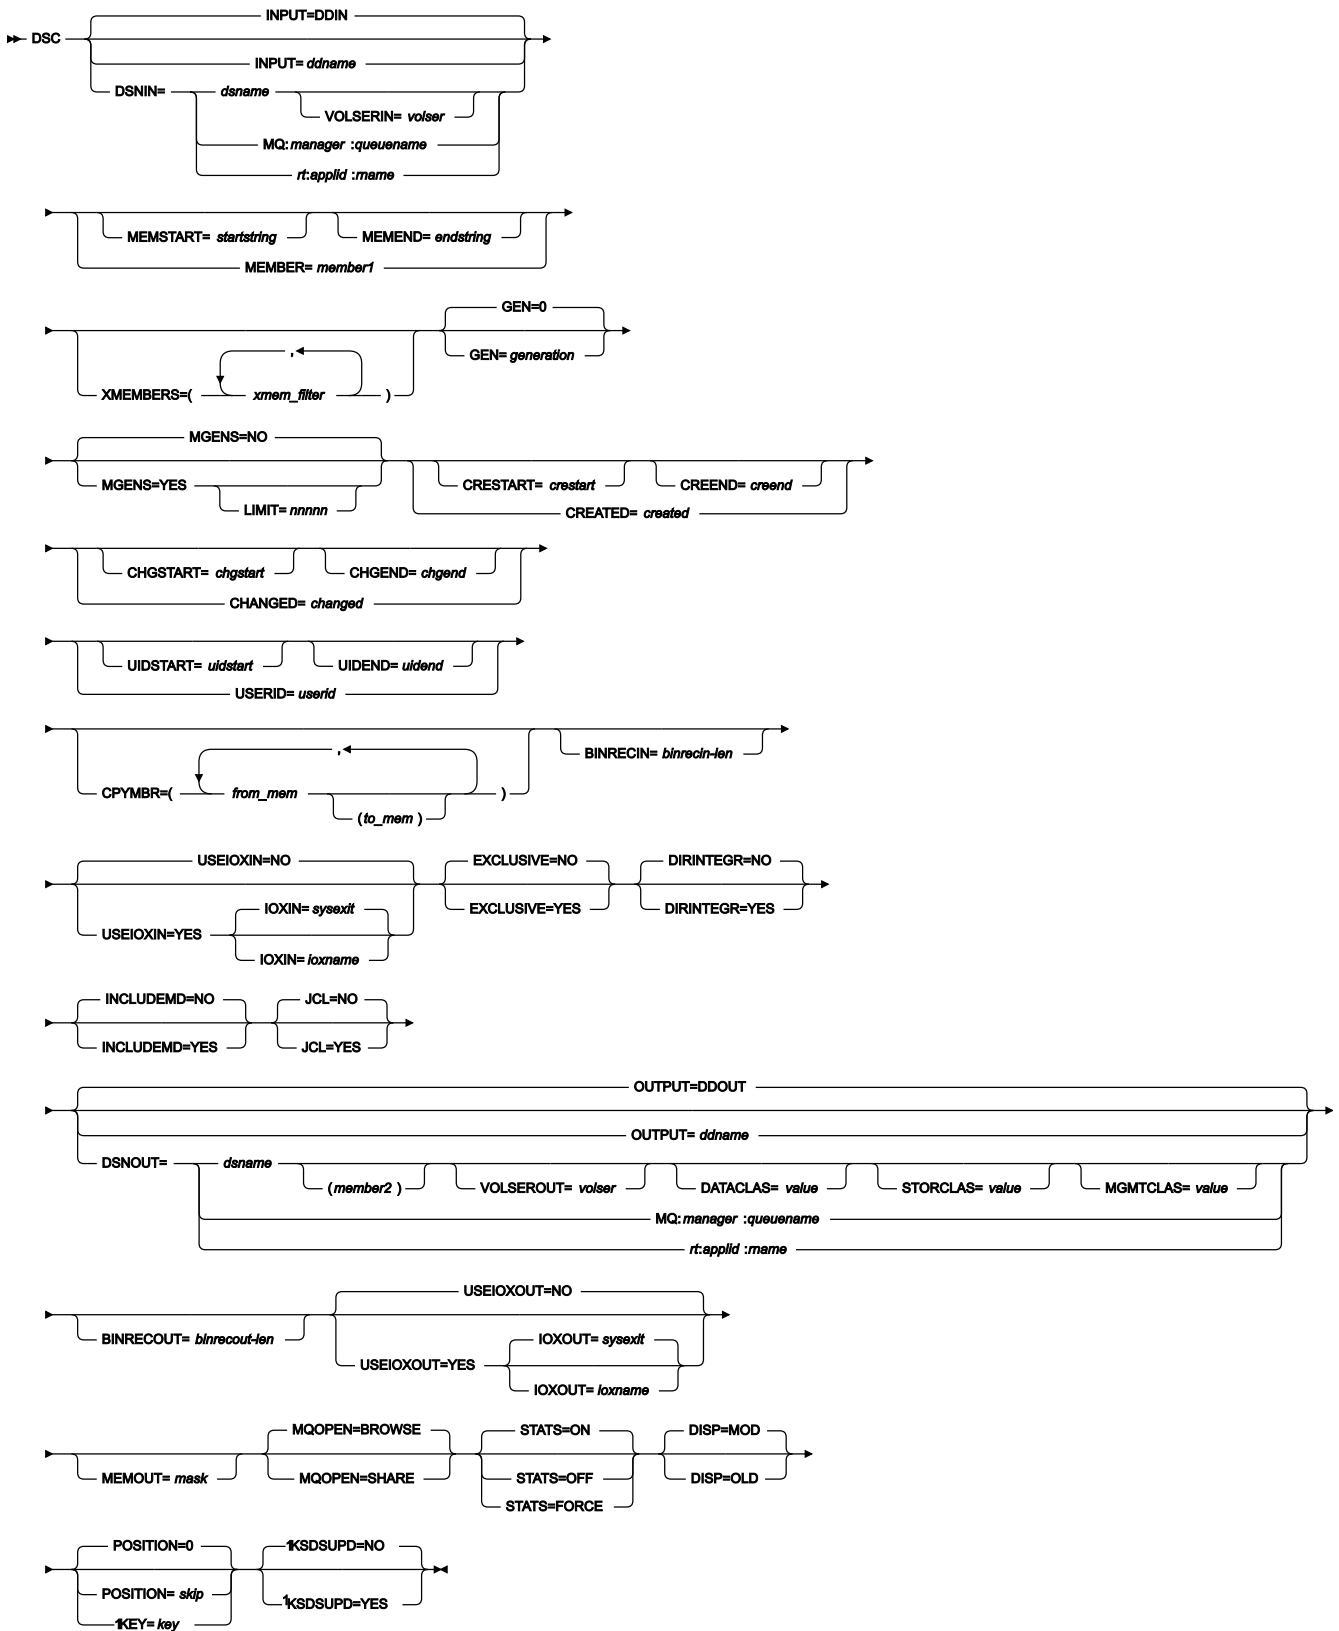 INPUT=DDIN
DSC
INPUT= ddname
DSNIN= dsname
VOLSERIN= volser
MQ:manager :queuename
rt:applid :rname
MEMSTART= startstring MEMEND= endstring
MEMBER= member1
GEN=0
GEN= generation
,
XMEMBERS=( xmem_filter )
MGENS=NO
MGENS=YES CRESTART= crestart CREEND= creend
LIMIT= nnnnn CREATED= created
CHGSTART= chgstart CHGEND= chgend
CHANGED= changed
UIDSTART= uidstart UIDEND= uidend
USERID= userid
, BINRECIN= binrecin-len
CPYMBR=( from_mem )
(to_mem )
USEIOXIN=NO EXCLUSIVE=NO DIRINTEGR=NO
IOXIN= sysexit EXCLUSIVE=YES DIRINTEGR=YES
USEIOXIN=YES
IOXIN= ioxname
INCLUDEMD=NO JCL=NO
INCLUDEMD=YES JCL=YES
OUTPUT=DDOUT
OUTPUT= ddname
DSNOUT= dsname
(member2 ) VOLSEROUT= volser DATACLAS= value STORCLAS= value MGMTCLAS= value
MQ:manager :queuename
rt:applid :rname
USEIOXOUT=NO
BINRECOUT= binrecout-len IOXOUT= sysexit
USEIOXOUT=YES
IOXOUT= ioxname
MQOPEN=BROWSE STATS=ON DISP=MOD
MEMOUT= mask MQOPEN=SHARE STATS=OFF DISP=OLD
STATS=FORCE
POSITION=0 1KSDSUPD=NO
POSITION= skip 1KSDSUPD=YES
1KEY= key